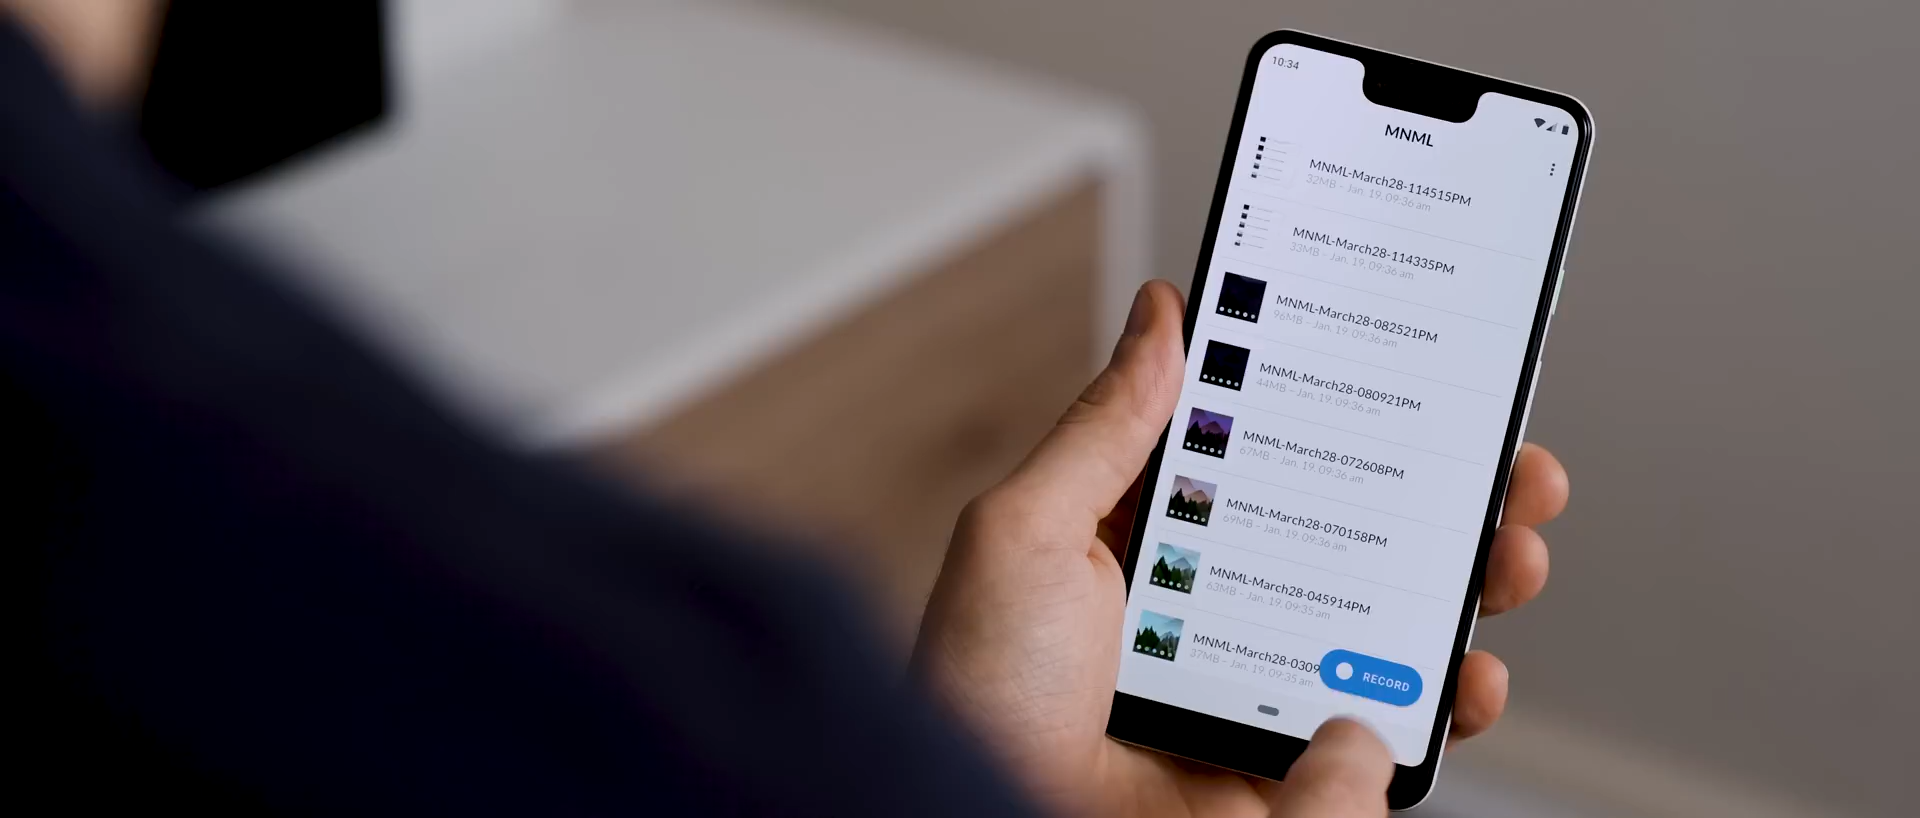 10:34
MNML
MNML-March28-114515PM
32MB - Jan. 19, 09:36 am
MNML-March28-114335PM
33MB - Jan. 19, 09:36 am
MNML-March28-082521PM
96MB - Jan. 19, 09:36 am
MNML-March28-080921PM
44MB - Jan. 19, 09:36 am
MNML-March28-072608PM
67MB - Jan. 19, 09:36 am
MNML-March28-070158PM
69MB - Jan. 19, 09:36 am
MNML-March28-045914PM
63MB - Jan. 19, 09:35 am
MNML-March28-0309
37MB - Jan. 19, 09:35 am
RECORD